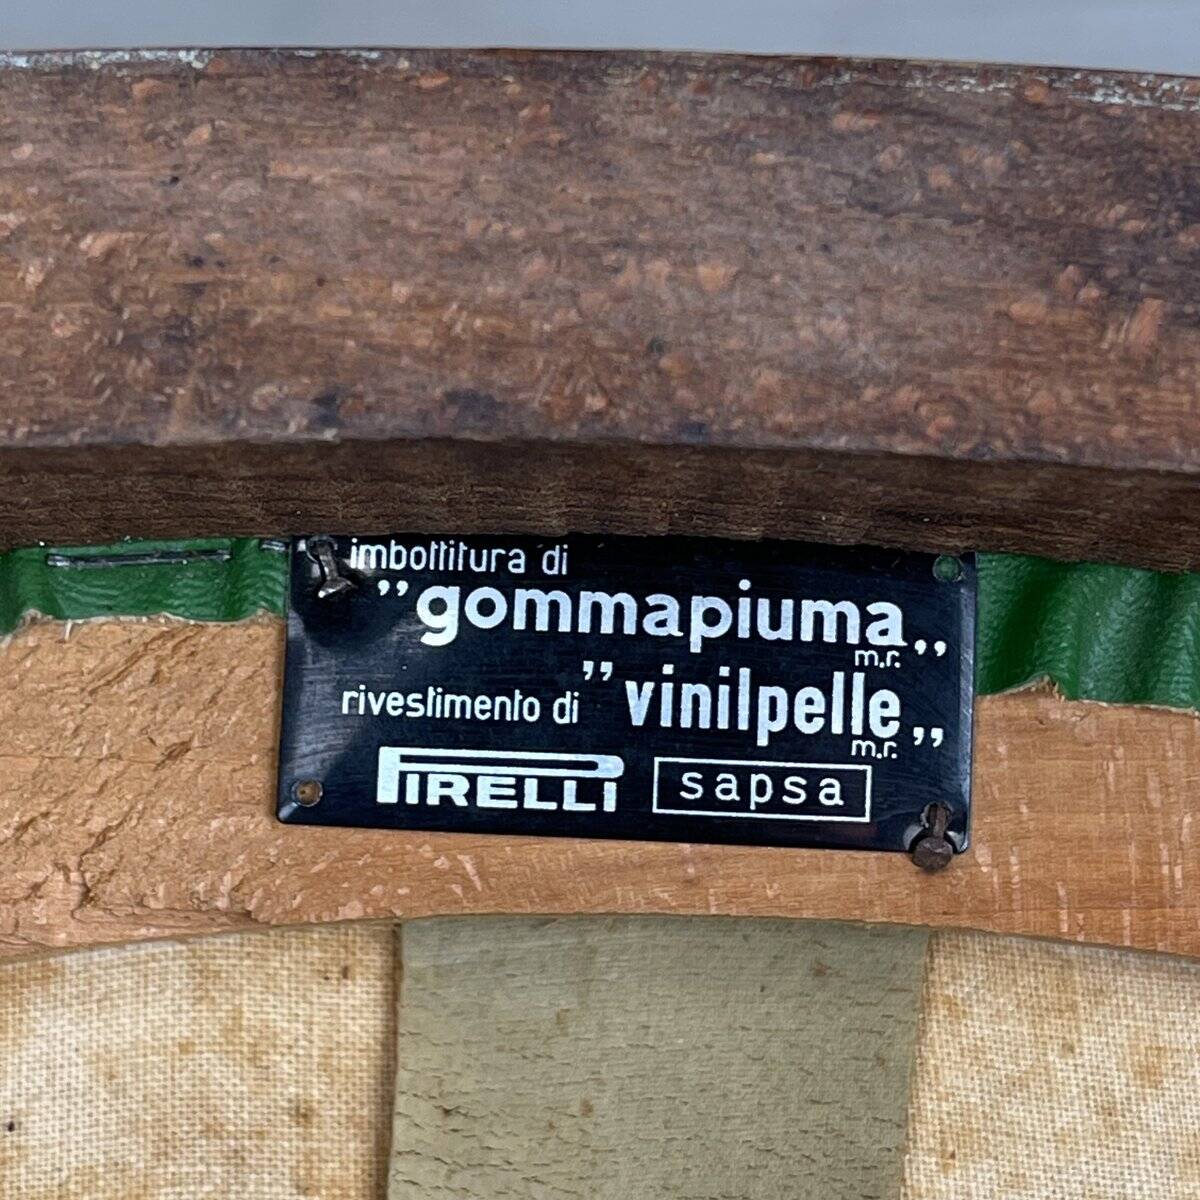 imbottitura di
”gommapiuma„
m.r.
rivestimento di ”vinilpelle„
m.r.
PIRELLI sapsa